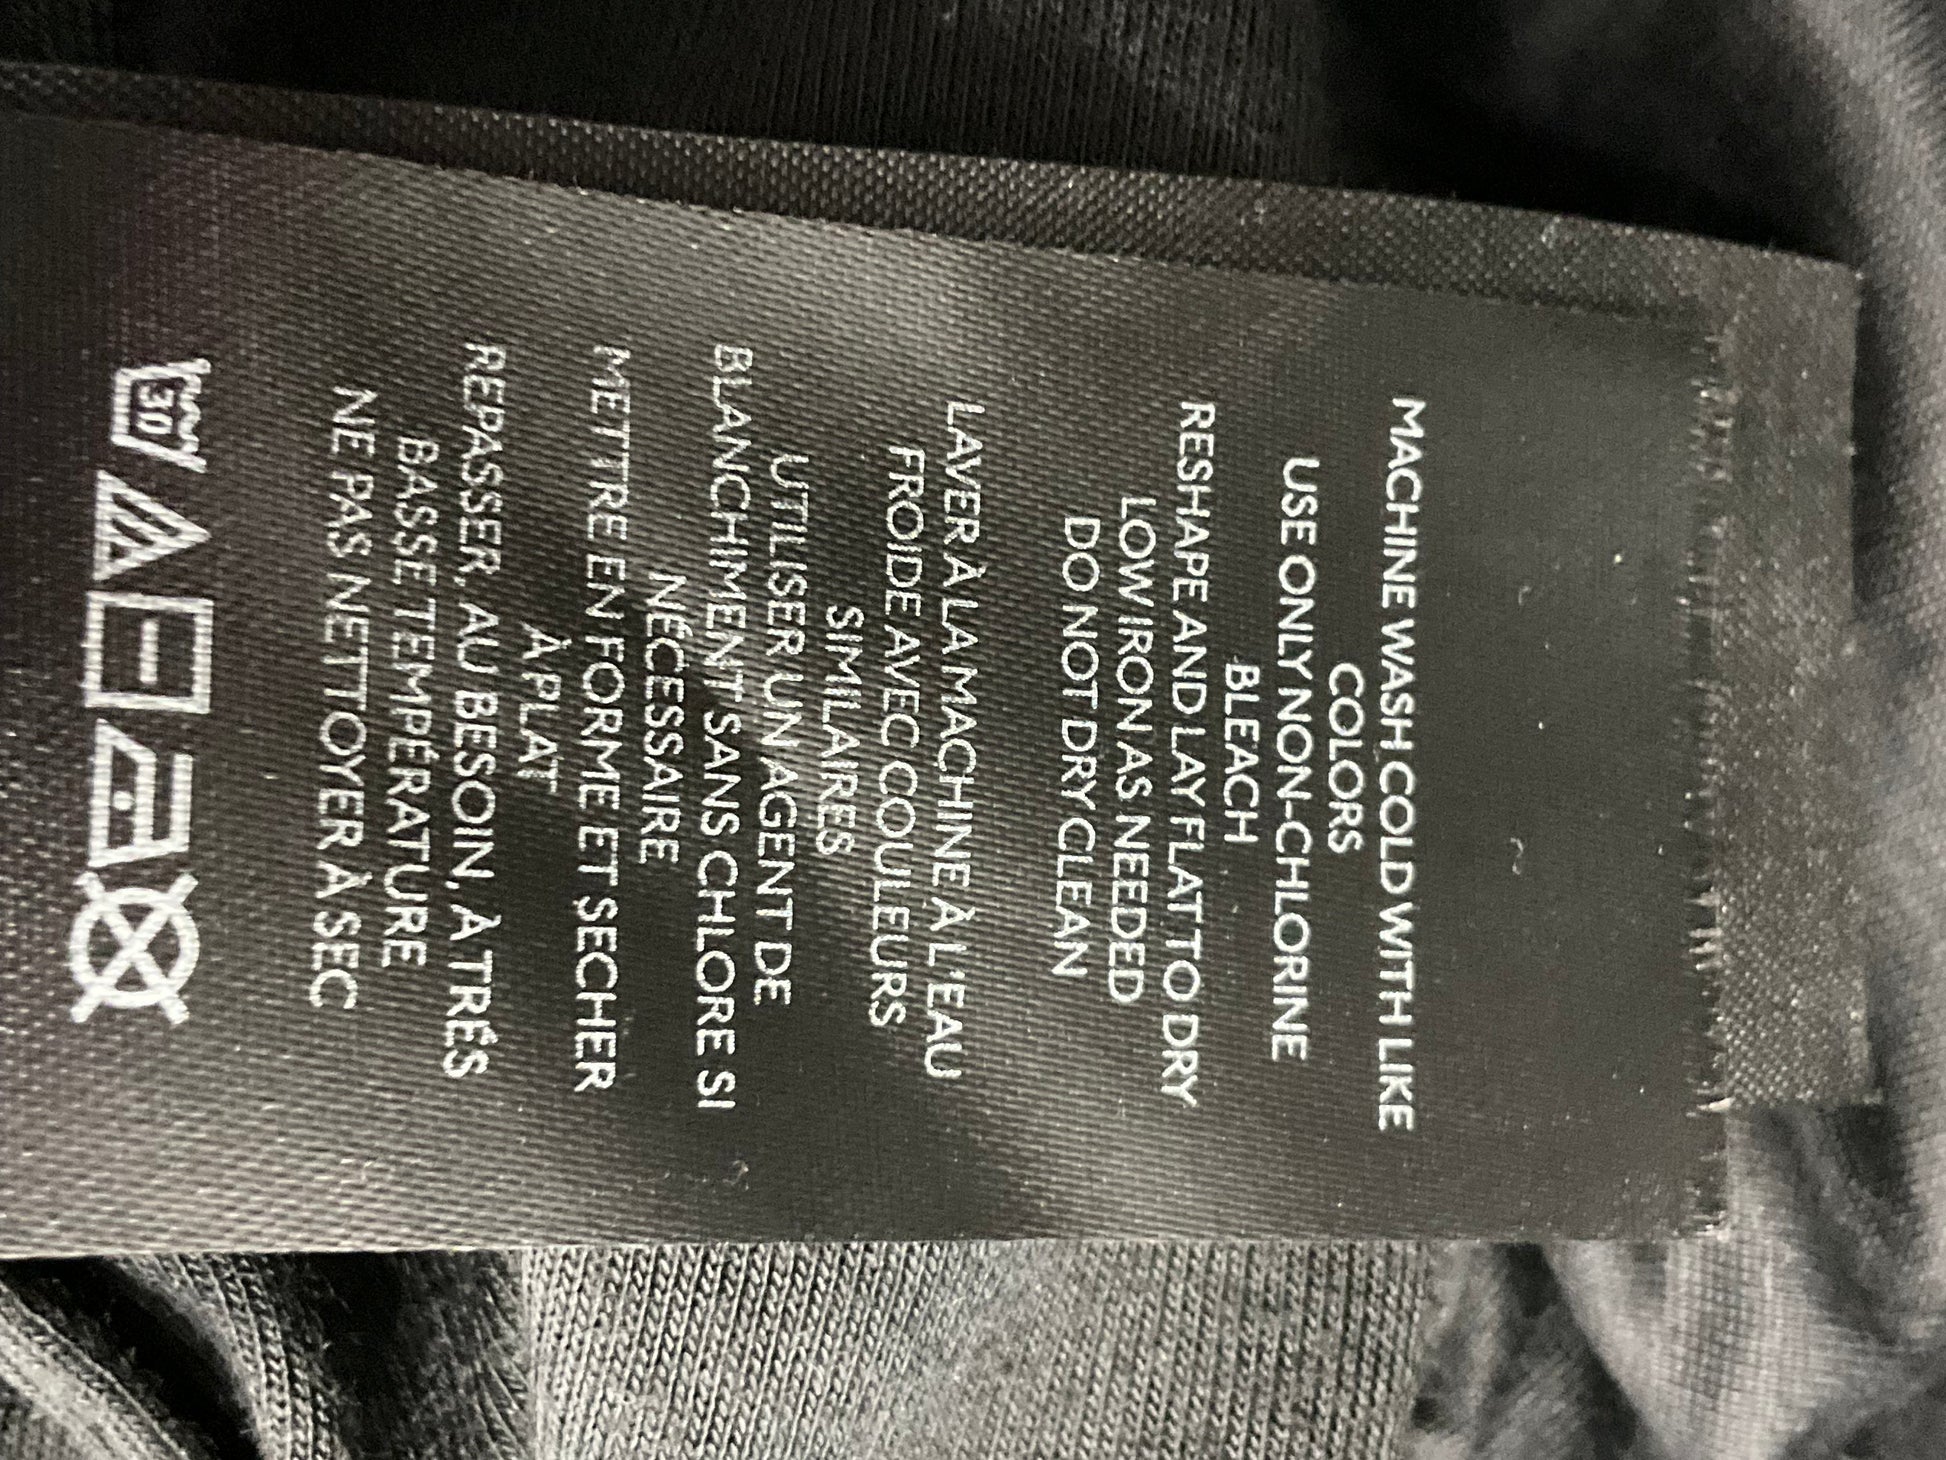 MACHINE WASH COLD WITH LIKE
COLORS
USE ONLY NON-CHLORINE
BLEACH
RESHAPE AND LAY FLAT TO DRY
LOW IRON AS NEEDED
DO NOT DRY CLEAN
LAVER À LA MACHINE À L'EAU
FROIDE AVEC COULEURS
SIMILAIRES
UTILISER UN AGENT DE
BLANCHIMENT SANS CHLORE SI
NÉCESSAIRE
METTRE EN FORME ET SECHER
À PLAT
REPASSER, AU BESOIN, À TRÉS
BASSE TEMPÉRATURE
NE PAS NETTOYER À SEC
30